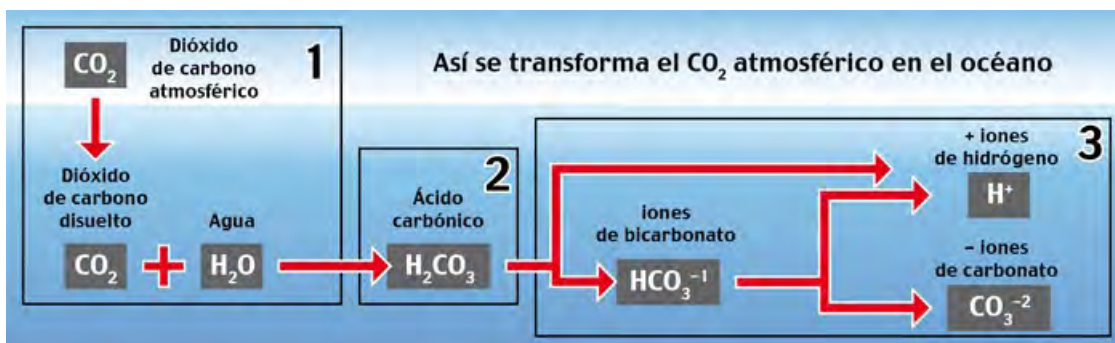 Así se transforma el CO₂ atmosférico en el océano
1
CO₂
Dióxido
de carbono
atmosférico
Dióxido
de carbono
disuelto
CO₂
+
Agua
H₂O
2
Ácido
carbónico
H₂CO₃
3
iones
de bicarbonato
HCO₃⁻¹
+ iones
de hidrógeno
H⁺
− iones
de carbonato
CO₃⁻²